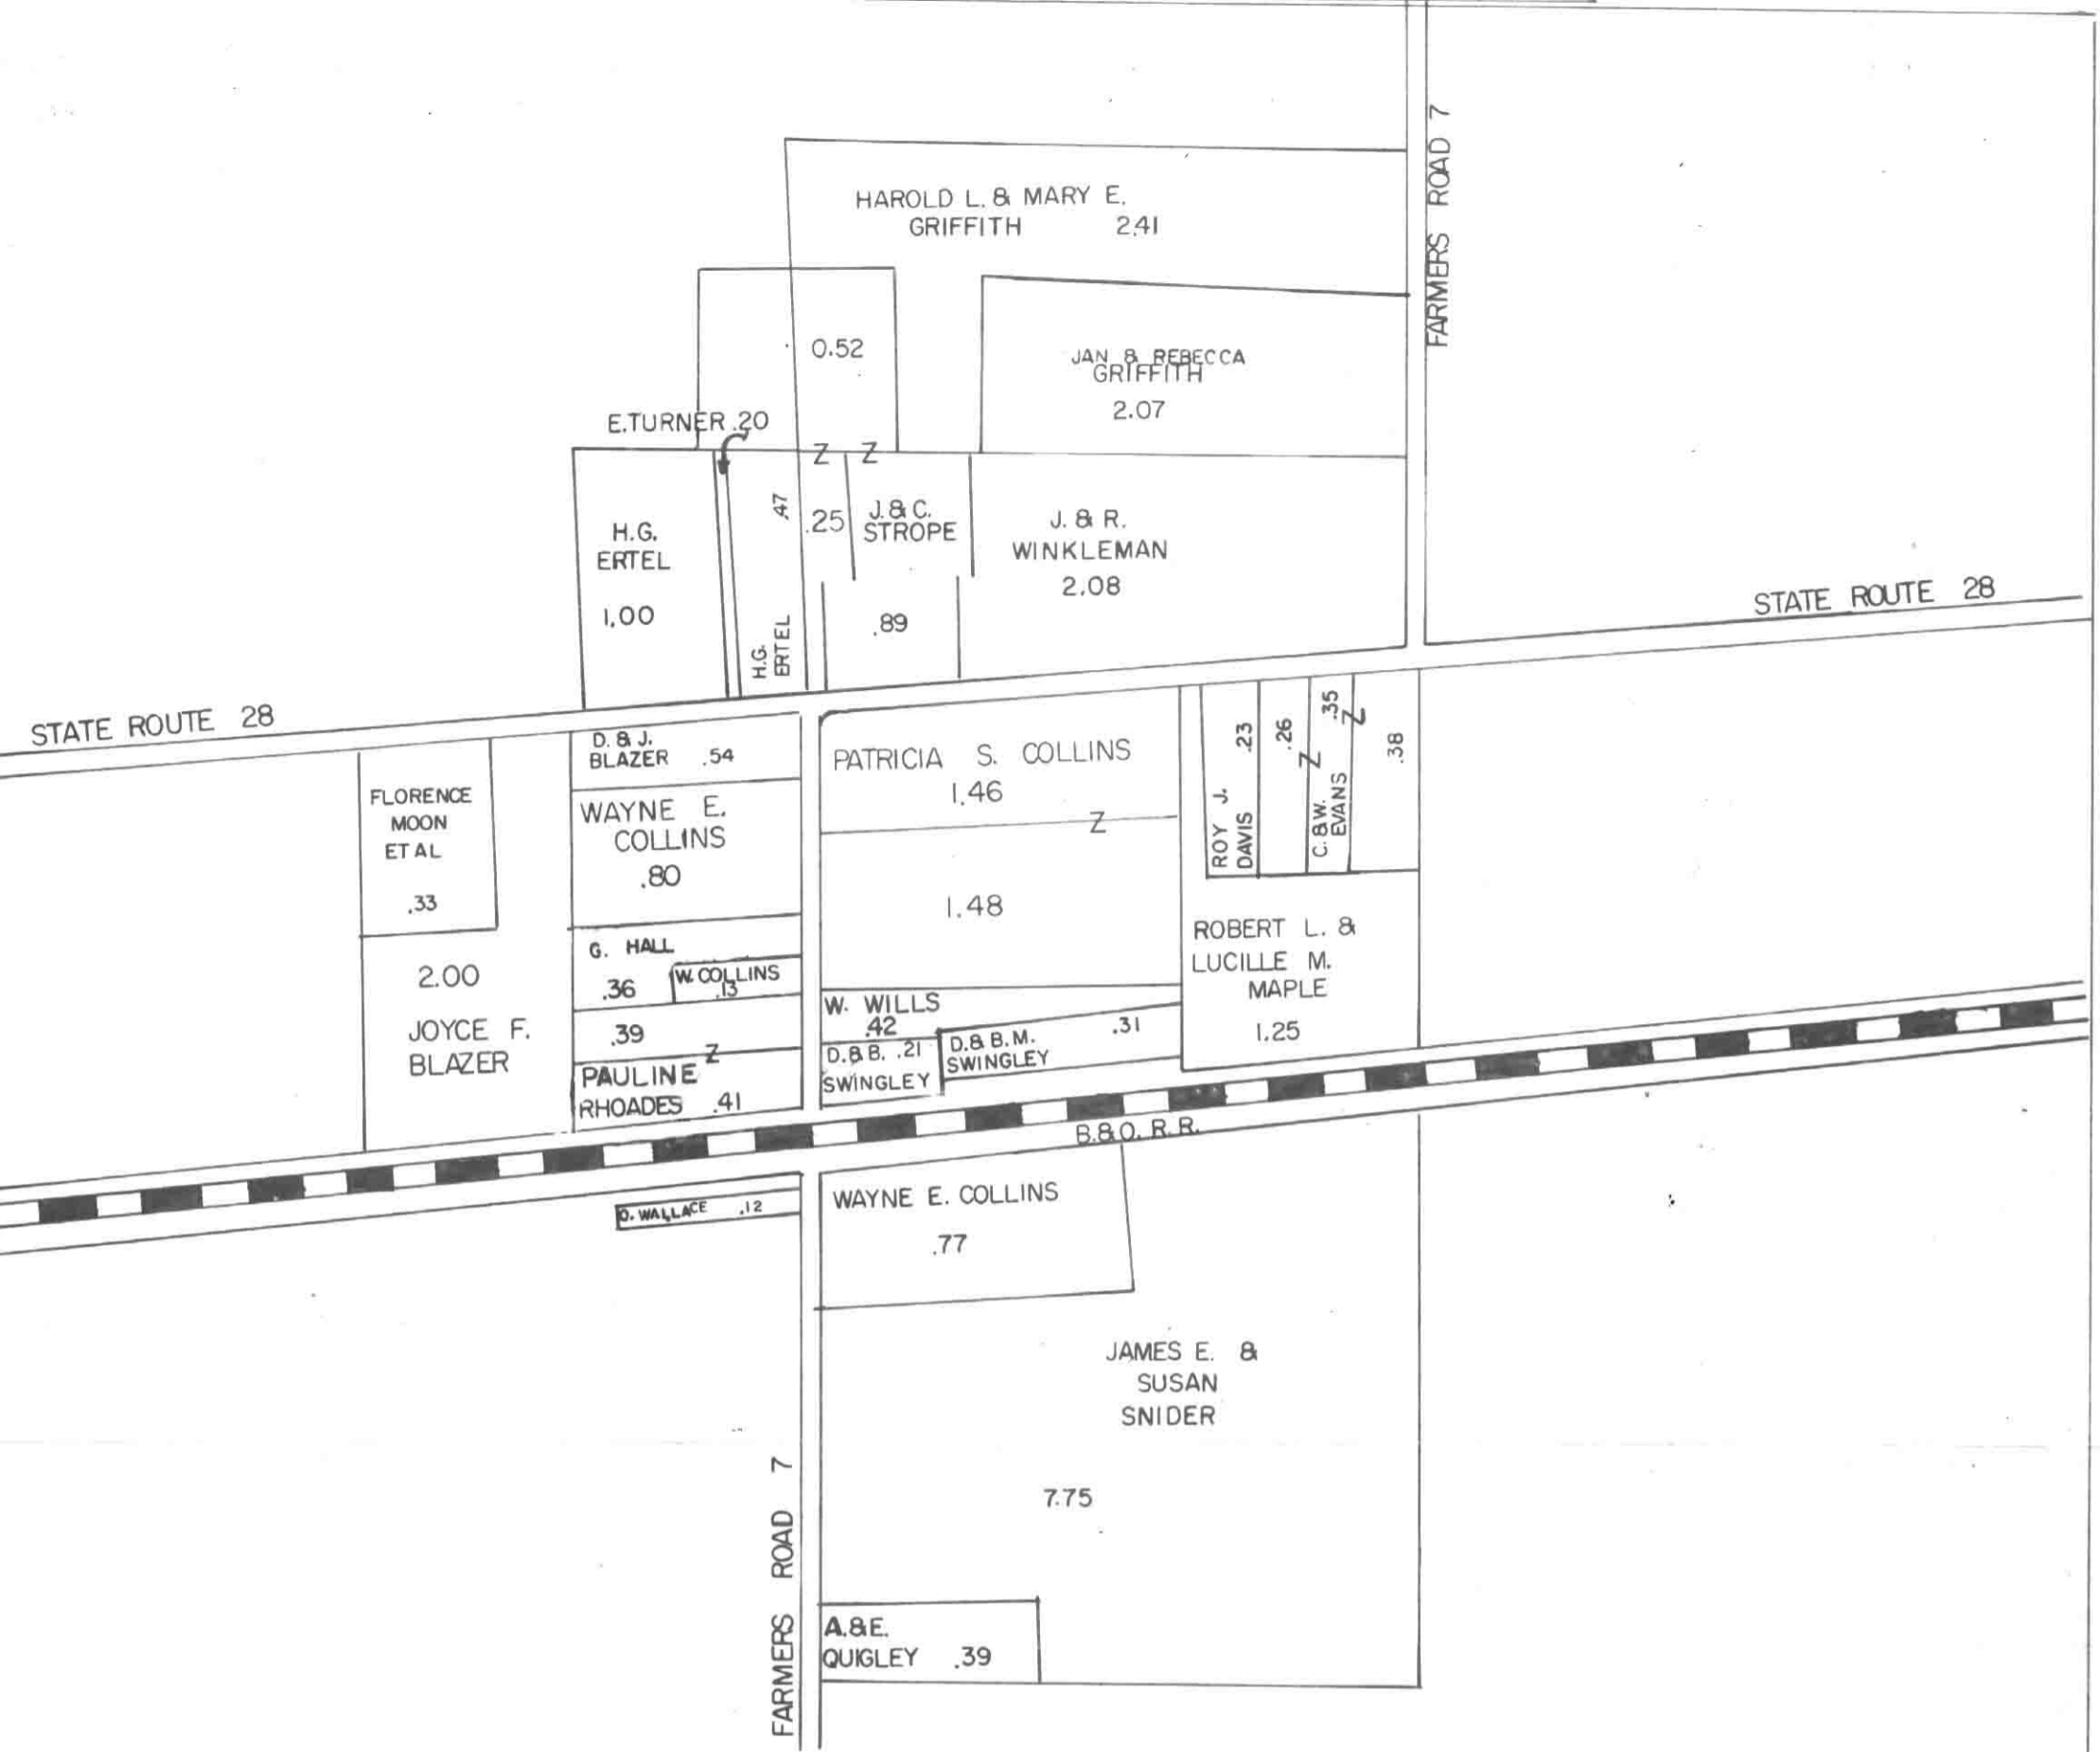 FARMERS ROAD 7
HAROLD L. & MARY E.
GRIFFITH 2.41
0.52
JAN & REBECCA
GRIFFITH
2.07
E. TURNER .20
Z Z
H.G.
ERTEL
1.00
.47
H.G.
ERTEL
.25
J. & C.
STROPE
.89
J. & R.
WINKLEMAN
2.08
STATE ROUTE 28
STATE ROUTE 28
FLORENCE
MOON
ET AL
.33
2.00
JOYCE F.
BLAZER
D. & J.
BLAZER .54
WAYNE E.
COLLINS
.80
G. HALL
.36
W. COLLINS
.13
.39
Z
PAULINE
RHOADES .41
PATRICIA S. COLLINS
1.46
Z
1.48
W. WILLS
.42
D. & B. .21
SWINGLEY
D. & B. M.
SWINGLEY
.31
ROY J.
DAVIS .23
.26
Z
C. & W.
EVANS .35
Z
.38
ROBERT L. &
LUCILLE M.
MAPLE
1.25
B. & O. R. R.
O. WALLACE .12
WAYNE E. COLLINS
.77
JAMES E. &
SUSAN
SNIDER
7.75
FARMERS ROAD 7
A. & E.
QUIGLEY .39